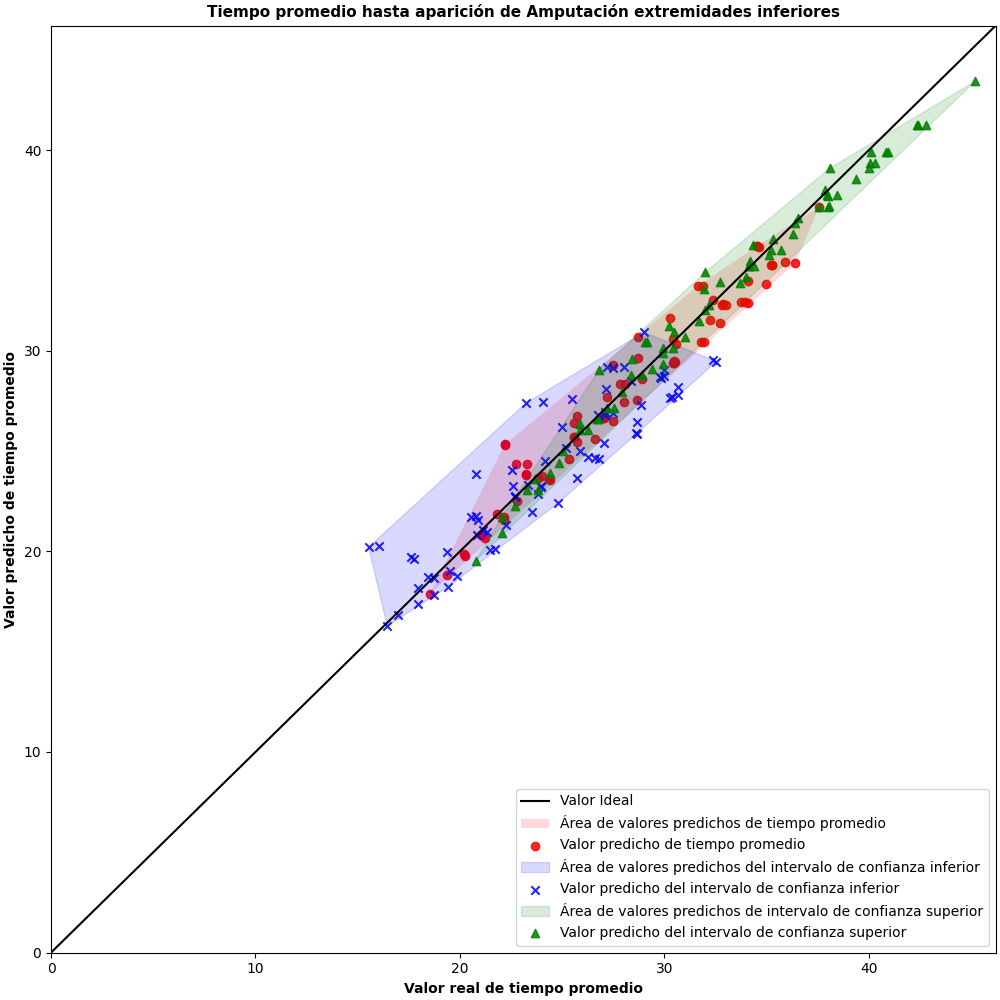 Tiempo promedio hasta aparición de Amputación extremidades inferiores
Valor predicho de tiempo promedio
40
30
20
10
0
0 10 20 30 40
Valor real de tiempo promedio
Valor Ideal
Área de valores predichos de tiempo promedio
Valor predicho de tiempo promedio
Área de valores predichos del intervalo de confianza inferior
Valor predicho del intervalo de confianza inferior
Área de valores predichos de intervalo de confianza superior
Valor predicho del intervalo de confianza superior